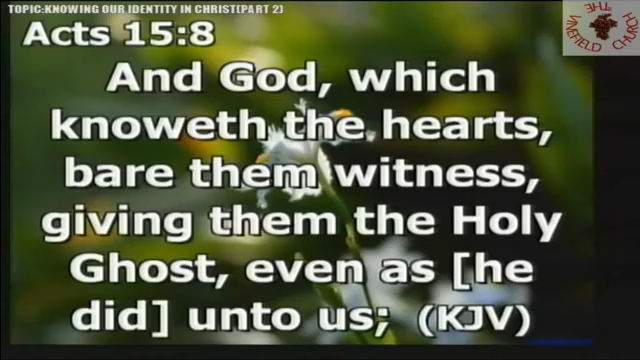 TOPIC:KNOWING OUR IDENTITY IN CHRIST(PART 2)
THE VINEFIELD CHURCH
Acts 15:8
And God, which
knoweth the hearts,
bare them witness,
giving them the Holy
Ghost, even as [he
did] unto us; (KJV)